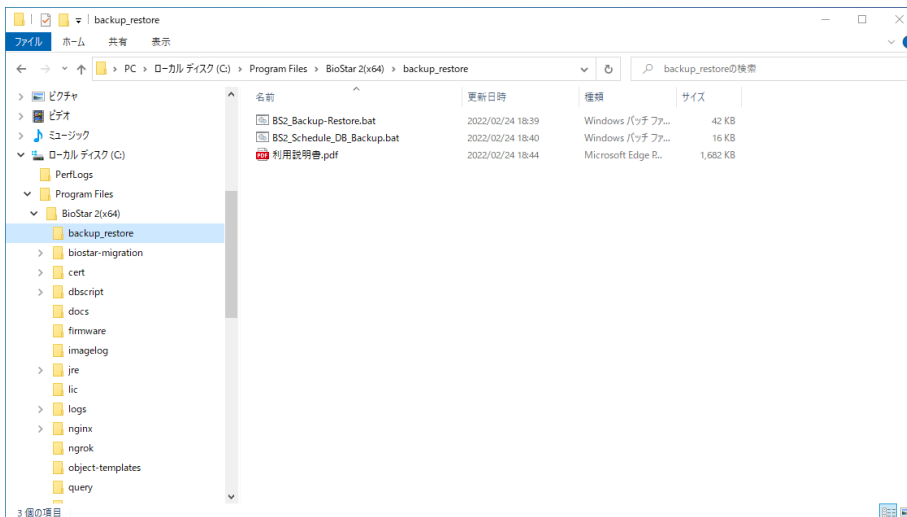 backup_restore
ファイル ホーム 共有 表示
PC › ローカル ディスク (C:) › Program Files › BioStar 2(x64) › backup_restore
backup_restoreの検索
ピクチャ
ビデオ
ミュージック
ローカル ディスク (C:)
PerfLogs
Program Files
BioStar 2(x64)
backup_restore
biostar-migration
cert
dbscript
docs
firmware
imagelog
jre
lic
logs
nginx
ngrok
object-templates
query
名前 更新日時 種類 サイズ
BS2_Backup-Restore.bat 2022/02/24 18:39 Windows バッチ ファ... 42 KB
BS2_Schedule_DB_Backup.bat 2022/02/24 18:40 Windows バッチ ファ... 16 KB
PDF 利用説明書.pdf 2022/02/24 18:44 Microsoft Edge P... 1,682 KB
3 個の項目